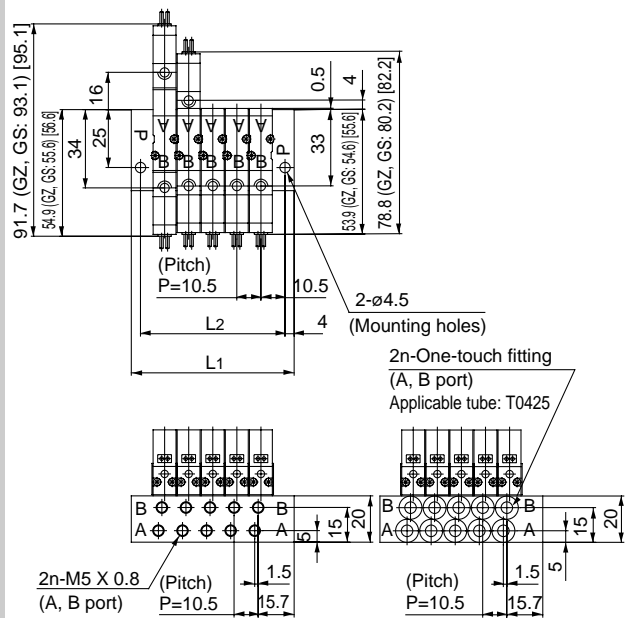 91.7 (GZ, GS: 93.1) [95.1]
54.9 (GZ, GS: 55.6) [56.6]
34
25
16
P
A A A A A
B B B B B
P
0.5
4
33
53.9 (GZ, GS: 54.6) [55.6]
78.8 (GZ, GS: 80.2) [82.2]
(Pitch)
P=10.5
10.5
2-ø4.5
(Mounting holes)
L2
4
L1
2n-One-touch fitting
(A, B port)
Applicable tube: T0425
B B
A A
5
15
20
1.5
2n-M5 X 0.8
(A, B port)
(Pitch)
P=10.5
15.7
B B
A A
5
15
20
1.5
(Pitch)
P=10.5
15.7